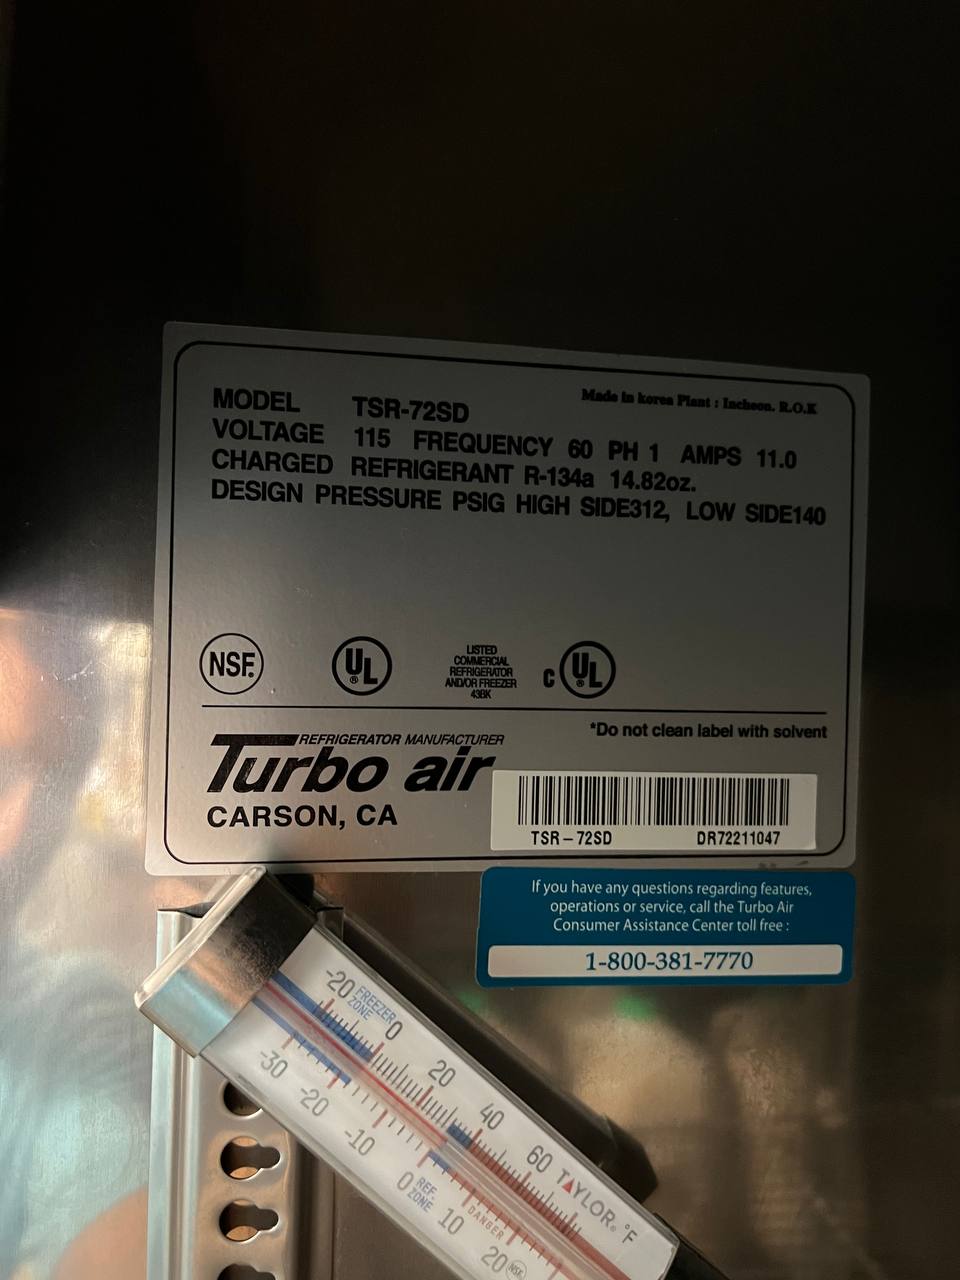 MODEL TSR-72SD
Made in korea Plant : Incheon. R.O.K
VOLTAGE 115 FREQUENCY 60 PH 1 AMPS 11.0
CHARGED REFRIGERANT R-134a 14.82oz.
DESIGN PRESSURE PSIG HIGH SIDE312, LOW SIDE140
NSF.
UL ®
LISTED
COMMERCIAL
REFRIGERATOR
AND/OR FREEZER
43BK
C UL ®
*Do not clean label with solvent
REFRIGERATOR MANUFACTURER
Turbo air
CARSON, CA
TSR-72SD DR72211047
If you have any questions regarding features,
operations or service, call the Turbo Air
Consumer Assistance Center toll free :
1-800-381-7770
-20 0 20 40 60 TAYLOR® °F
FREEZER
ZONE
-30 -20 -10 0 10 20
REF.
ZONE
DANGER
NSF